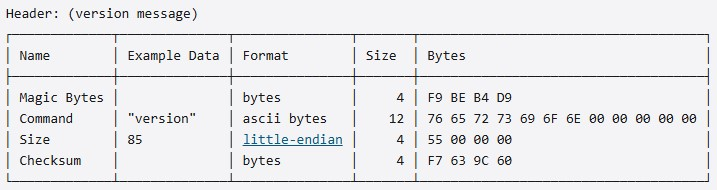 Header: (version message)
Name Example Data Format Size Bytes
Magic Bytes bytes 4 F9 BE B4 D9
Command "version" ascii bytes 12 76 65 72 73 69 6F 6E 00 00 00 00 00
Size 85 little-endian 4 55 00 00 00
Checksum bytes 4 F7 63 9C 60